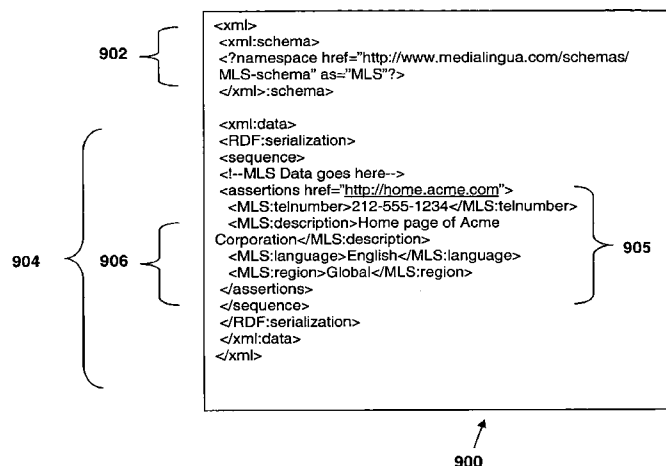 <xml>
<xml:schema>
<?namespace href="http://www.medialingua.com/schemas/
MLS-schema" as="MLS"?>
</xml>:schema>
902
<xml:data>
<RDF:serialization>
<sequence>
<!--MLS Data goes here-->
<assertions href="http://home.acme.com">
<MLS:telnumber>212-555-1234</MLS:telnumber>
<MLS:description>Home page of Acme
Corporation</MLS:description>
<MLS:language>English</MLS:language>
<MLS:region>Global</MLS:region>
</assertions>
</sequence>
</RDF:serialization>
</xml:data>
</xml>
904
906
905
900